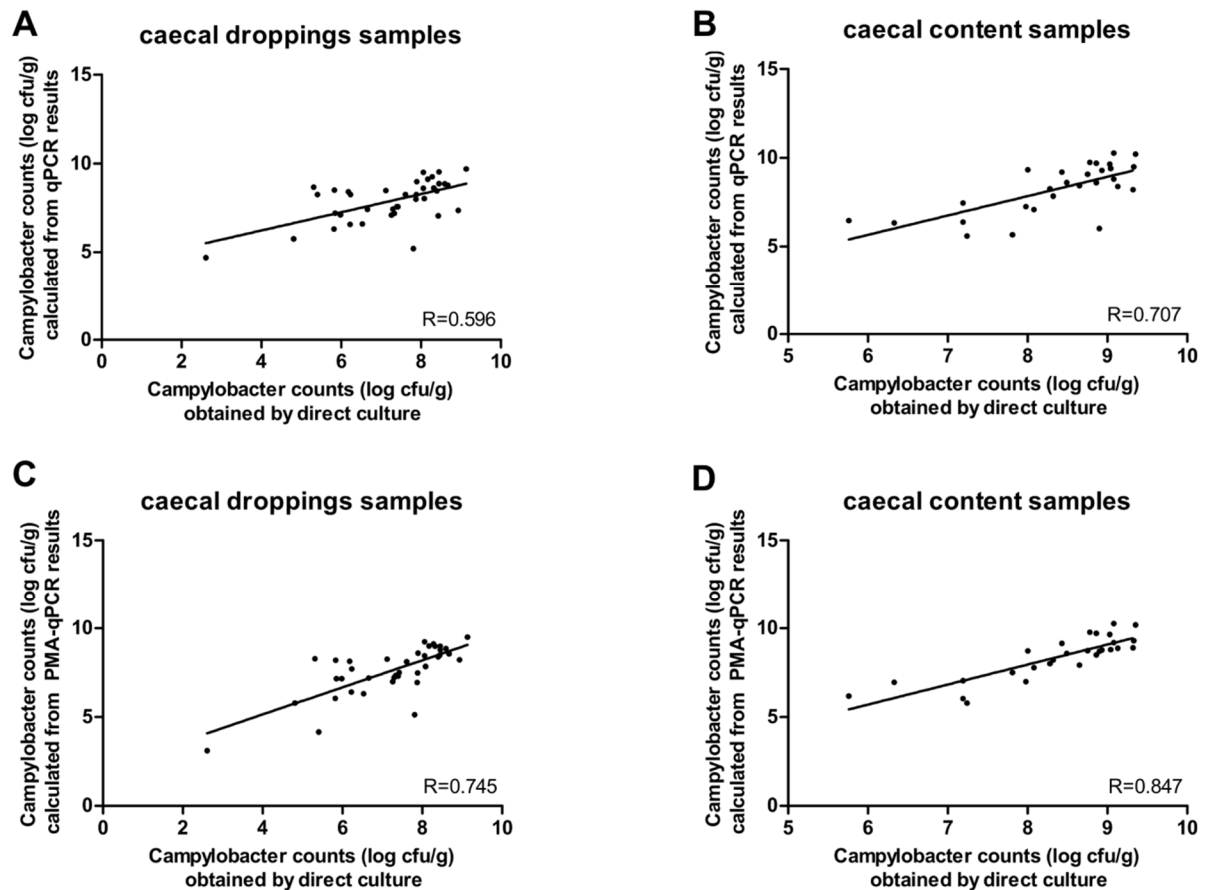 A
caecal droppings samples
Campylobacter counts (log cfu/g)
calculated from qPCR results
15
10
5
0
0 2 4 6 8 10
R=0.596
Campylobacter counts (log cfu/g)
obtained by direct culture
B
caecal content samples
Campylobacter counts (log cfu/g)
calculated from qPCR results
15
10
5
0
5 6 7 8 9 10
R=0.707
Campylobacter counts (log cfu/g)
obtained by direct culture
C
caecal droppings samples
Campylobacter counts (log cfu/g)
calculated from PMA-qPCR results
15
10
5
0
0 2 4 6 8 10
R=0.745
Campylobacter counts (log cfu/g)
obtained by direct culture
D
caecal content samples
Campylobacter counts (log cfu/g)
calculated from PMA-qPCR results
15
10
5
0
5 6 7 8 9 10
R=0.847
Campylobacter counts (log cfu/g)
obtained by direct culture